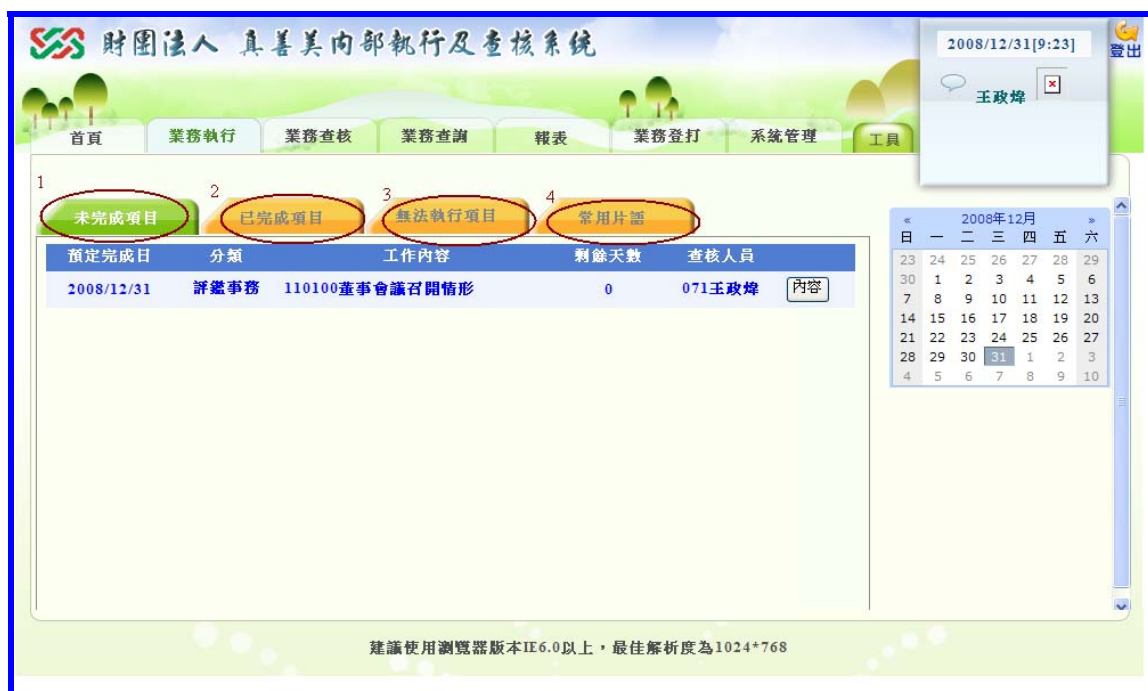 財團法人 真善美內部執行及查核系統
2008/12/31[9:23]
登出
王政煒
首頁 業務執行 業務查核 業務查詢 報表 業務登打 系統管理 工具
1 2 3 4
未完成項目 已完成項目 無法執行項目 常用片語
預定完成日 分類 工作內容 剩餘天數 查核人員
2008/12/31 評鑑事務 110100董事會議召開情形 0 071王政煒 內容
« 2008年12月 »
日 一 二 三 四 五 六
23 24 25 26 27 28 29
30 1 2 3 4 5 6
7 8 9 10 11 12 13
14 15 16 17 18 19 20
21 22 23 24 25 26 27
28 29 30 31 1 2 3
4 5 6 7 8 9 10
建議使用瀏覽器版本IE6.0以上，最佳解析度為1024*768